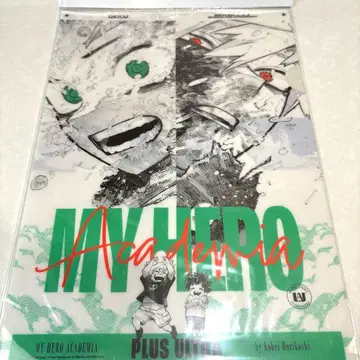 MY HERO
Academia
PLUS ULTRA
MY HERO ACADEMIA
by Kohei Horikoshi